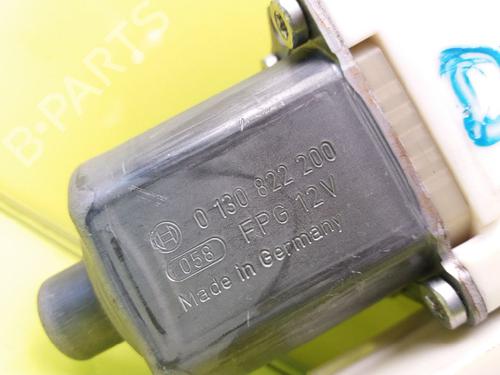 B-PARTS
0 130 822 200
058 FPG 12V
Made in Germany